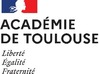 ACADÉMIE
DE TOULOUSE
Liberté
Égalité
Fraternité